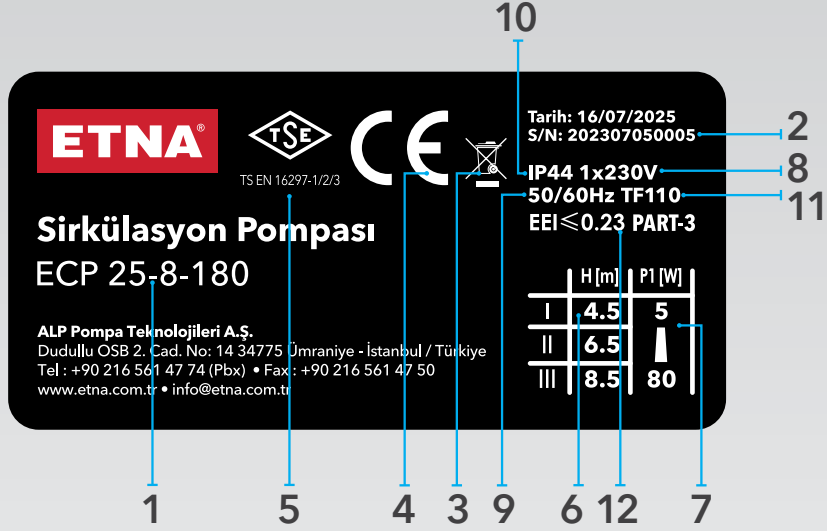 10
ETNA®
TSE
TS EN 16297-1/2/3
CE
Tarih: 16/07/2025
S/N: 202307050005
2
IP44 1x230V
8
50/60Hz TF110
11
EEI≤0.23 PART-3
Sirkülasyon Pompası
ECP 25-8-180
H [m] P1 [W]
I 4.5 5
II 6.5
III 8.5 80
ALP Pompa Teknolojileri A.Ş.
Dudullu OSB 2. Cad. No: 14 34775 Ümraniye - İstanbul / Türkiye
Tel : +90 216 561 47 74 (Pbx) • Fax : +90 216 561 47 50
www.etna.com.tr • info@etna.com.tr
1 5 4 3 9 6 12 7